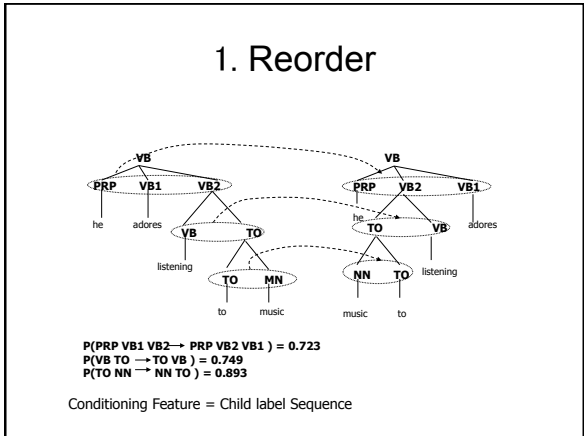 1. Reorder
VB VB
PRP VB1 VB2 PRP VB2 VB1
he adores he adores
VB TO TO VB
listening listening
TO MN NN TO
to music music to
P(PRP VB1 VB2→ PRP VB2 VB1 ) = 0.723
P(VB TO → TO VB ) = 0.749
P(TO NN → NN TO ) = 0.893
Conditioning Feature = Child label Sequence